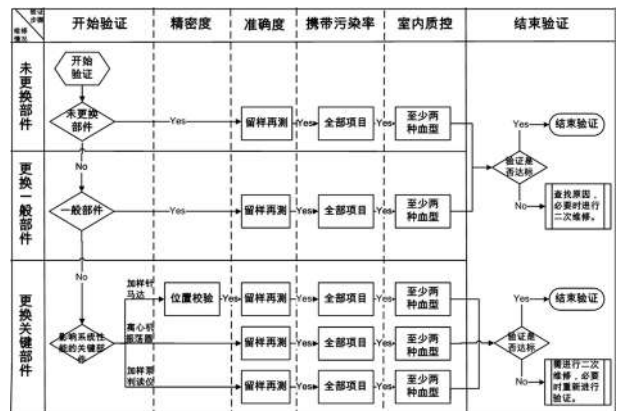 验证
步骤
维修
情况
开始验证
精密度
准确度
携带污染率
室内质控
结束验证
未更换部件
开始
验证
未更换
部件
Yes
留样再测
Yes
全部项目
Yes
至少两
种血型
No
更换一般部件
一般部件
Yes
留样再测
Yes
全部项目
Yes
至少两
种血型
验证是
否达标
Yes
结束验证
No
查找原因,
必要时进行
二次维修。
No
更换关键部件
影响系统性
能的关键部
件
加样针
马达
位置校验
Yes
留样再测
Yes
全部项目
Yes
至少两
种血型
离心机
振荡器
留样再测
Yes
全部项目
Yes
至少两
种血型
加样泵
判读仪
留样再测
Yes
全部项目
Yes
至少两
种血型
验证是
否达标
Yes
结束验证
No
需进行二次
维修,必要
时重新进行
验证。